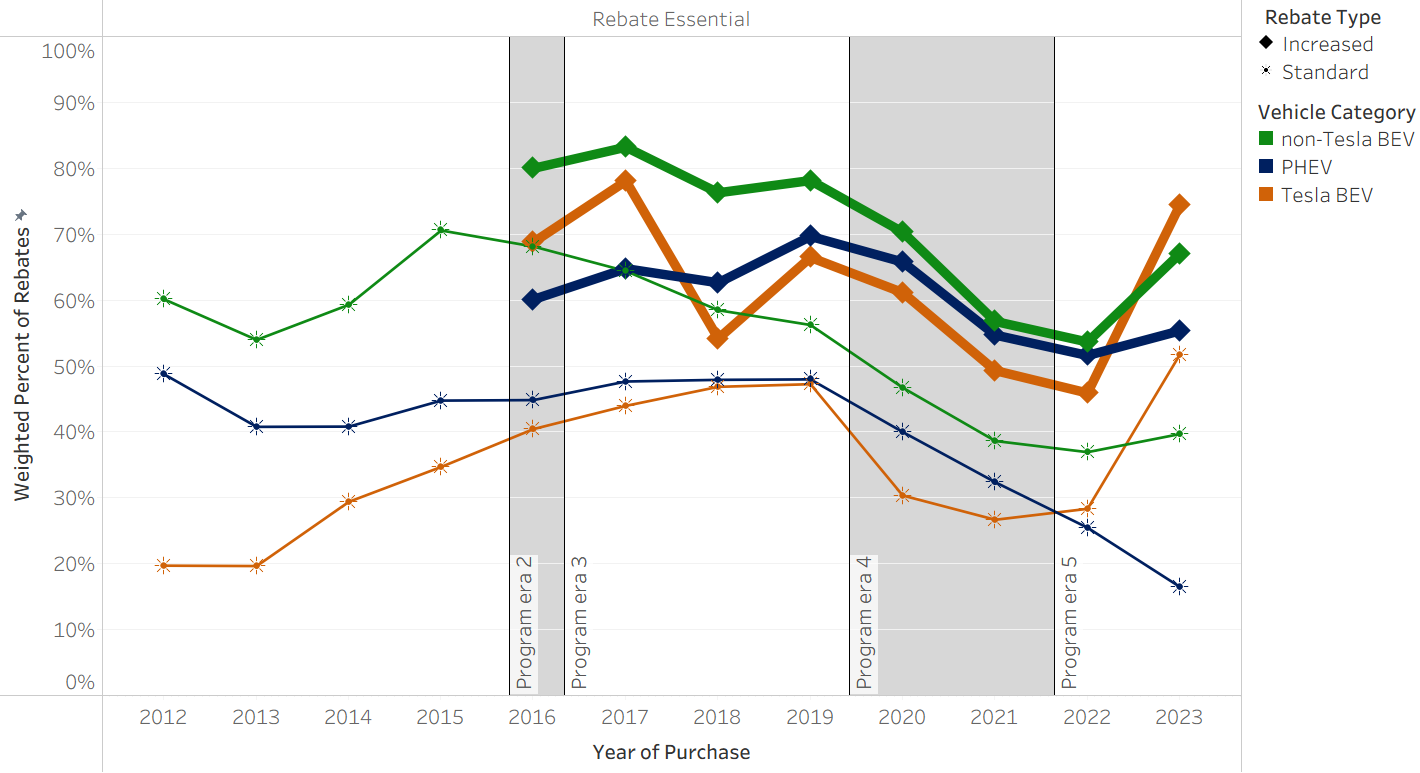 Rebate Essential
Rebate Type
Increased
Standard
Vehicle Category
non-Tesla BEV
PHEV
Tesla BEV
Weighted Percent of Rebates
100%
90%
80%
70%
60%
50%
40%
30%
20%
10%
0%
Program era 2
Program era 3
Program era 4
Program era 5
2012 2013 2014 2015 2016 2017 2018 2019 2020 2021 2022 2023
Year of Purchase